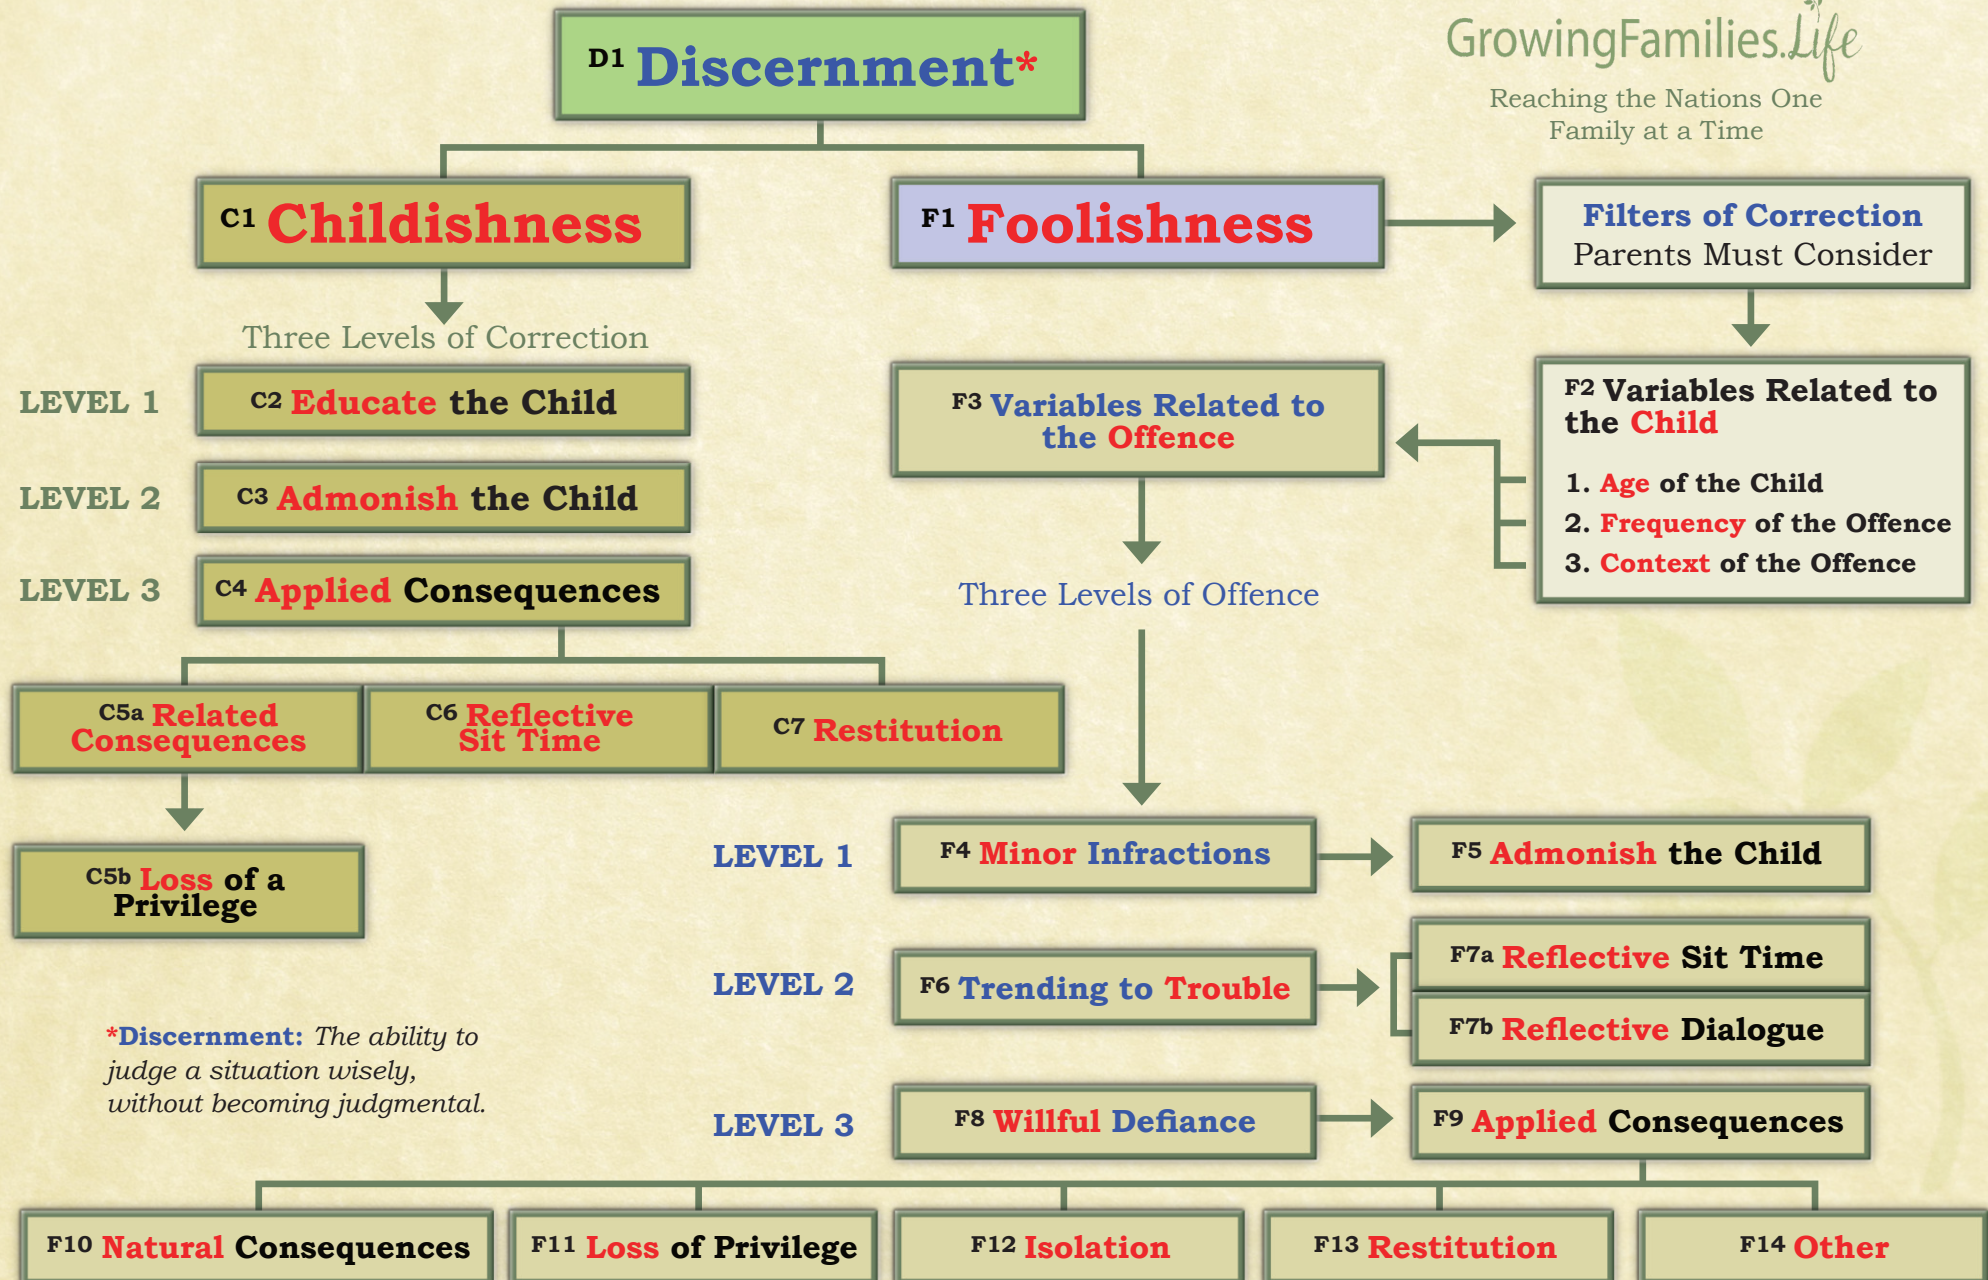 D1 Discernment*
GrowingFamilies.Life
Reaching the Nations One
Family at a Time
C1 Childishness
F1 Foolishness
Filters of Correction
Parents Must Consider
Three Levels of Correction
LEVEL 1
C2 Educate the Child
LEVEL 2
C3 Admonish the Child
LEVEL 3
C4 Applied Consequences
C5a Related
Consequences
C6 Reflective
Sit Time
C7 Restitution
C5b Loss of a
Privilege
F2 Variables Related to
the Child
1. Age of the Child
2. Frequency of the Offence
3. Context of the Offence
F3 Variables Related to
the Offence
Three Levels of Offence
LEVEL 1
F4 Minor Infractions
F5 Admonish the Child
LEVEL 2
F6 Trending to Trouble
F7a Reflective Sit Time
F7b Reflective Dialogue
LEVEL 3
F8 Willful Defiance
F9 Applied Consequences
*Discernment: The ability to
judge a situation wisely,
without becoming judgmental.
F10 Natural Consequences
F11 Loss of Privilege
F12 Isolation
F13 Restitution
F14 Other